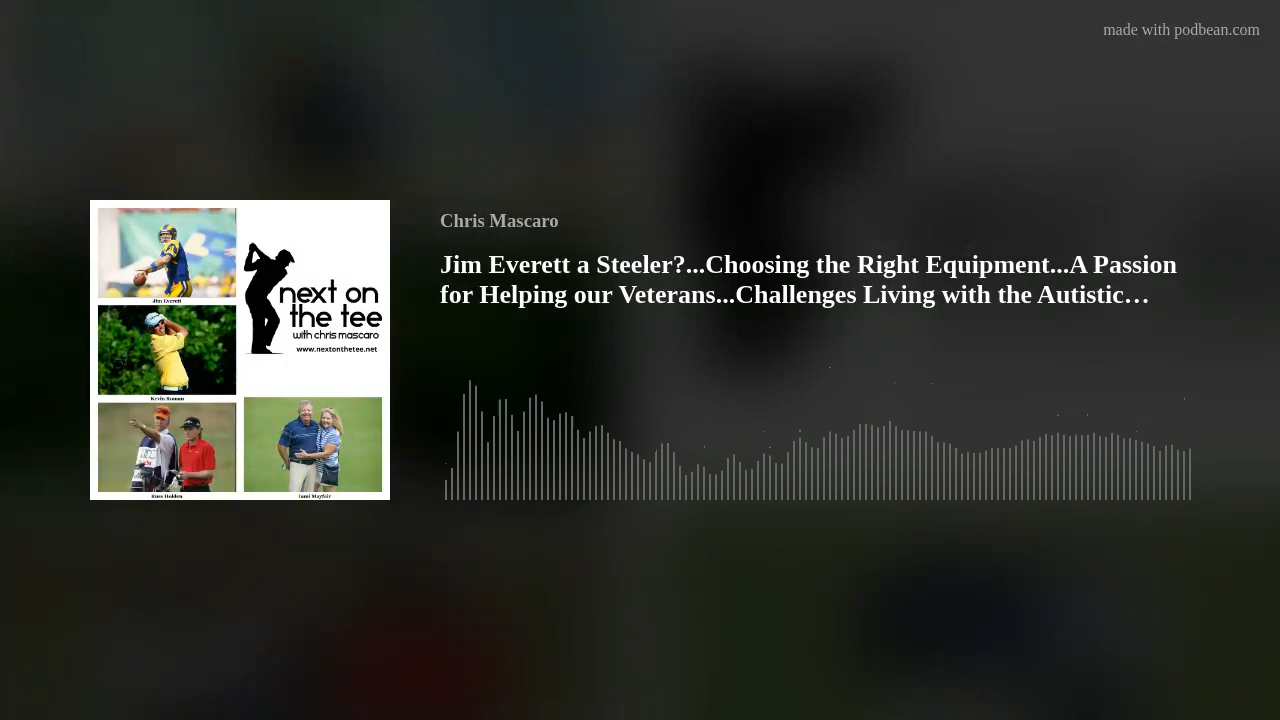 made with podbean.com
Chris Mascaro
Jim Everett a Steeler?...Choosing the Right Equipment...A Passion
for Helping our Veterans...Challenges Living with the Autistic…
Jim Everett
next on
the tee
with chris mascaro
www.nextonthetee.net
Kevin Roman
Russ Holden
Tami Mayfair